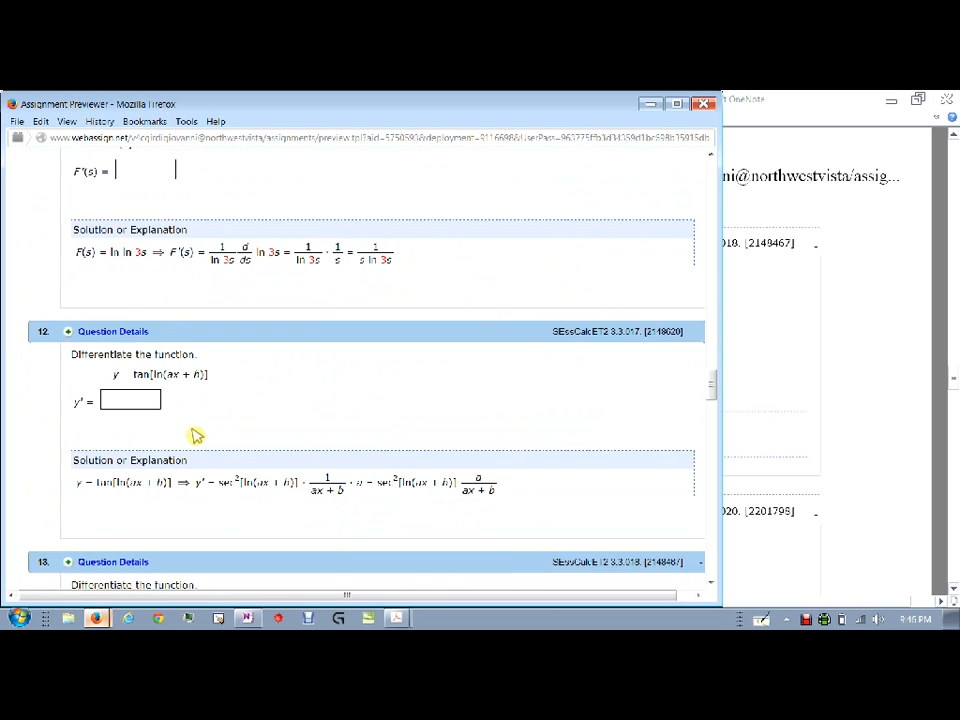 Assignment Previewer - Mozilla Firefox
t OneNote
File Edit View History Bookmarks Tools Help
F'(s) =
ni@northwestvista/assig...
Solution or Explanation
018. [2148467]
F(s) = ln ln 3s ⇒ F'(s) = 1/ln 3s d/ds ln 3s = 1/ln 3s · 1/s = 1/s ln 3s
12. Question Details SEssCalcET2 3.3.017. [2148620]
Differentiate the function.
y = tan[ln(ax + b)]
y' =
Solution or Explanation
y = tan[ln(ax + b)] ⇒ y' = sec²[ln(ax + b)] · 1/ax + b · a = sec²[ln(ax + b)] a/ax + b
020. [2201798]
13. Question Details SEssCalcET2 3.3.018. [2148467]
Differentiate the function.
9:46 PM